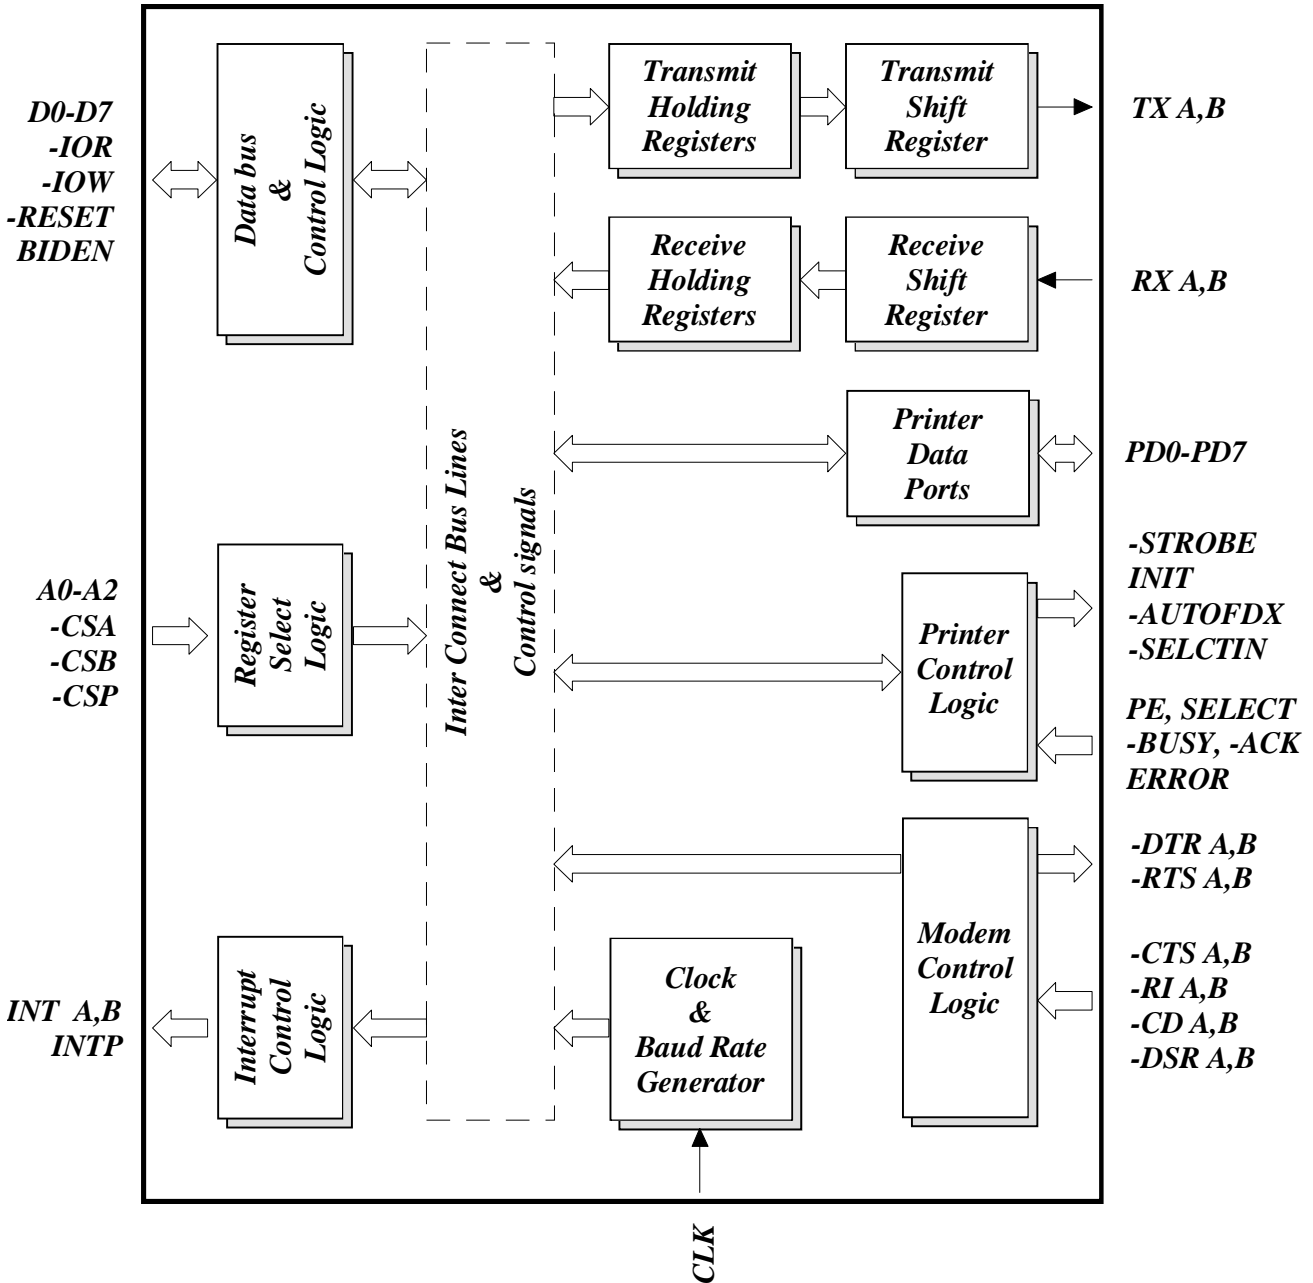 D0-D7
-IOR
-IOW
-RESET
BIDEN
Data bus
&
Control Logic
A0-A2
-CSA
-CSB
-CSP
Register
Select
Logic
INT A,B
INTP
Interrupt
Control
Logic
Inter Connect Bus Lines
&
Control signals
Transmit
Holding
Registers
Transmit
Shift
Register
TX A,B
Receive
Holding
Registers
Receive
Shift
Register
RX A,B
Printer
Data
Ports
PD0-PD7
Printer
Control
Logic
-STROBE
INIT
-AUTOFDX
-SELCTIN
PE, SELECT
-BUSY, -ACK
ERROR
Modem
Control
Logic
-DTR A,B
-RTS A,B
-CTS A,B
-RI A,B
-CD A,B
-DSR A,B
Clock
&
Baud Rate
Generator
CLK